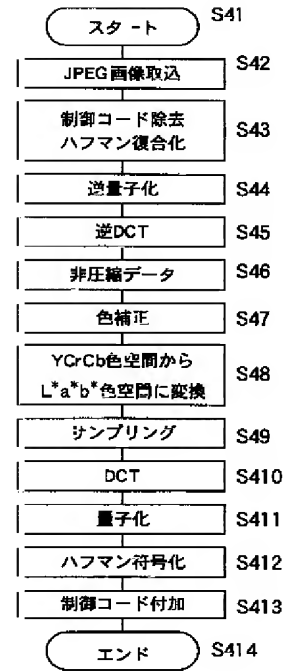 スタート S41
JPEG画像取込 S42
制御コード除去
ハフマン復合化 S43
逆量子化 S44
逆DCT S45
非圧縮データ S46
色補正 S47
YCrCb色空間から
L*a*b*色空間に変換 S48
サンプリング S49
DCT S410
量子化 S411
ハフマン符号化 S412
制御コード付加 S413
エンド S414